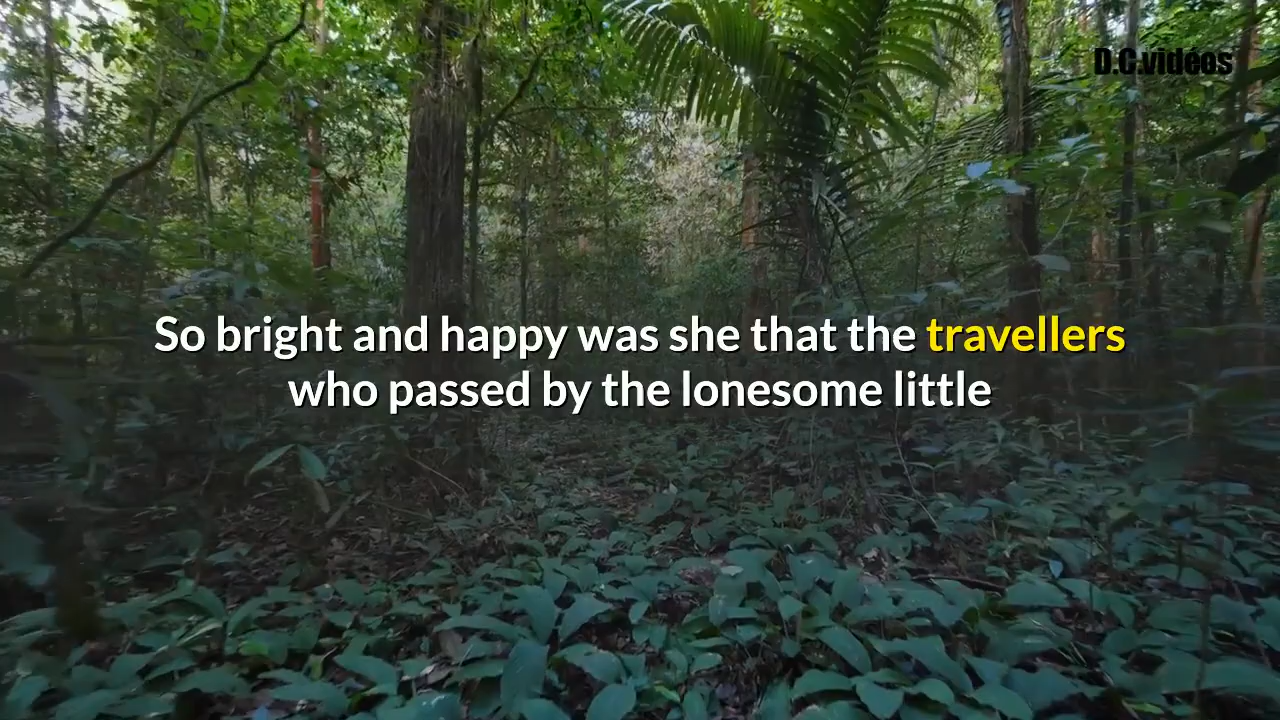 D.C.videos
So bright and happy was she that the travellers
who passed by the lonesome little